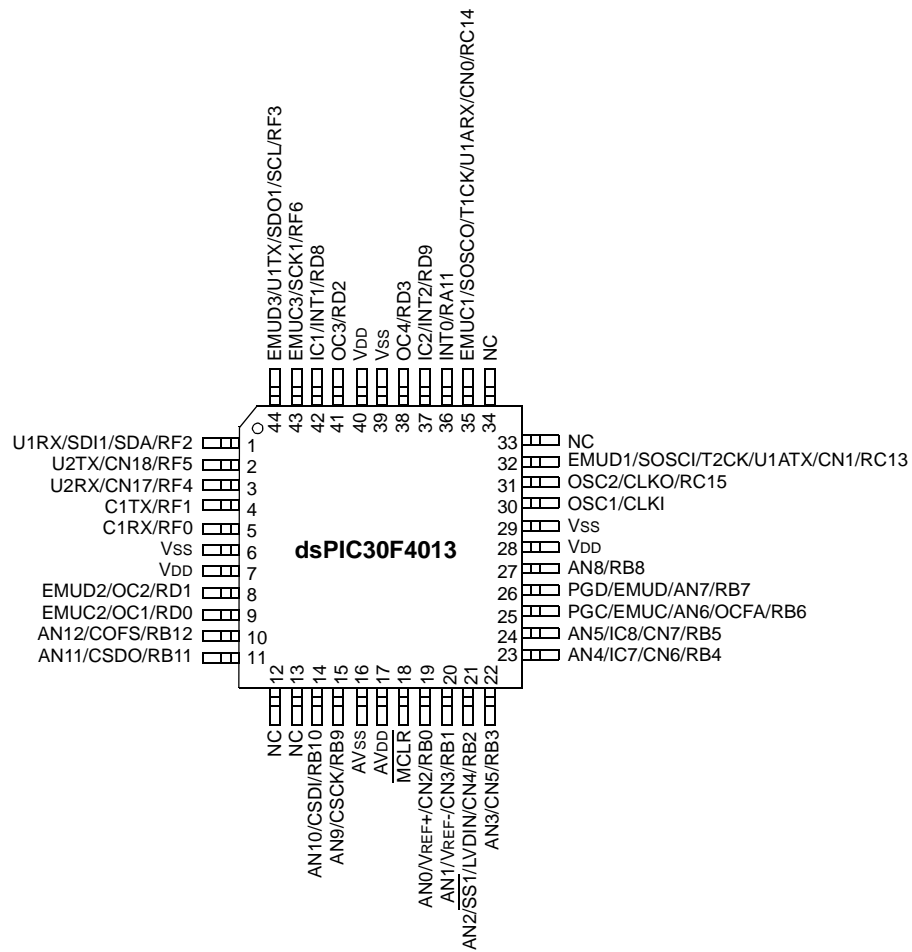 EMUD3/U1TX/SDO1/SCL/RF3
EMUC3/SCK1/RF6
IC1/INT1/RD8
OC3/RD2
VDD
VSS
OC4/RD3
IC2/INT2/RD9
INT0/RA11
EMUC1/SOSCO/T1CK/U1ARX/CN0/RC14
NC
44
43
42
41
40
39
38
37
36
35
34
U1RX/SDI1/SDA/RF2 1
U2TX/CN18/RF5 2
U2RX/CN17/RF4 3
C1TX/RF1 4
C1RX/RF0 5
VSS 6
VDD 7
EMUD2/OC2/RD1 8
EMUC2/OC1/RD0 9
AN12/COFS/RB12 10
AN11/CSDO/RB11 11
dsPIC30F4013
33 NC
32 EMUD1/SOSCI/T2CK/U1ATX/CN1/RC13
31 OSC2/CLKO/RC15
30 OSC1/CLKI
29 VSS
28 VDD
27 AN8/RB8
26 PGD/EMUD/AN7/RB7
25 PGC/EMUC/AN6/OCFA/RB6
24 AN5/IC8/CN7/RB5
23 AN4/IC7/CN6/RB4
12
13
14
15
16
17
18
19
20
21
22
NC
NC
AN10/CSDI/RB10
AN9/CSCK/RB9
AVSS
AVDD
MCLR
AN0/VREF+/CN2/RB0
AN1/VREF-/CN3/RB1
AN2/SS1/LVDIN/CN4/RB2
AN3/CN5/RB3